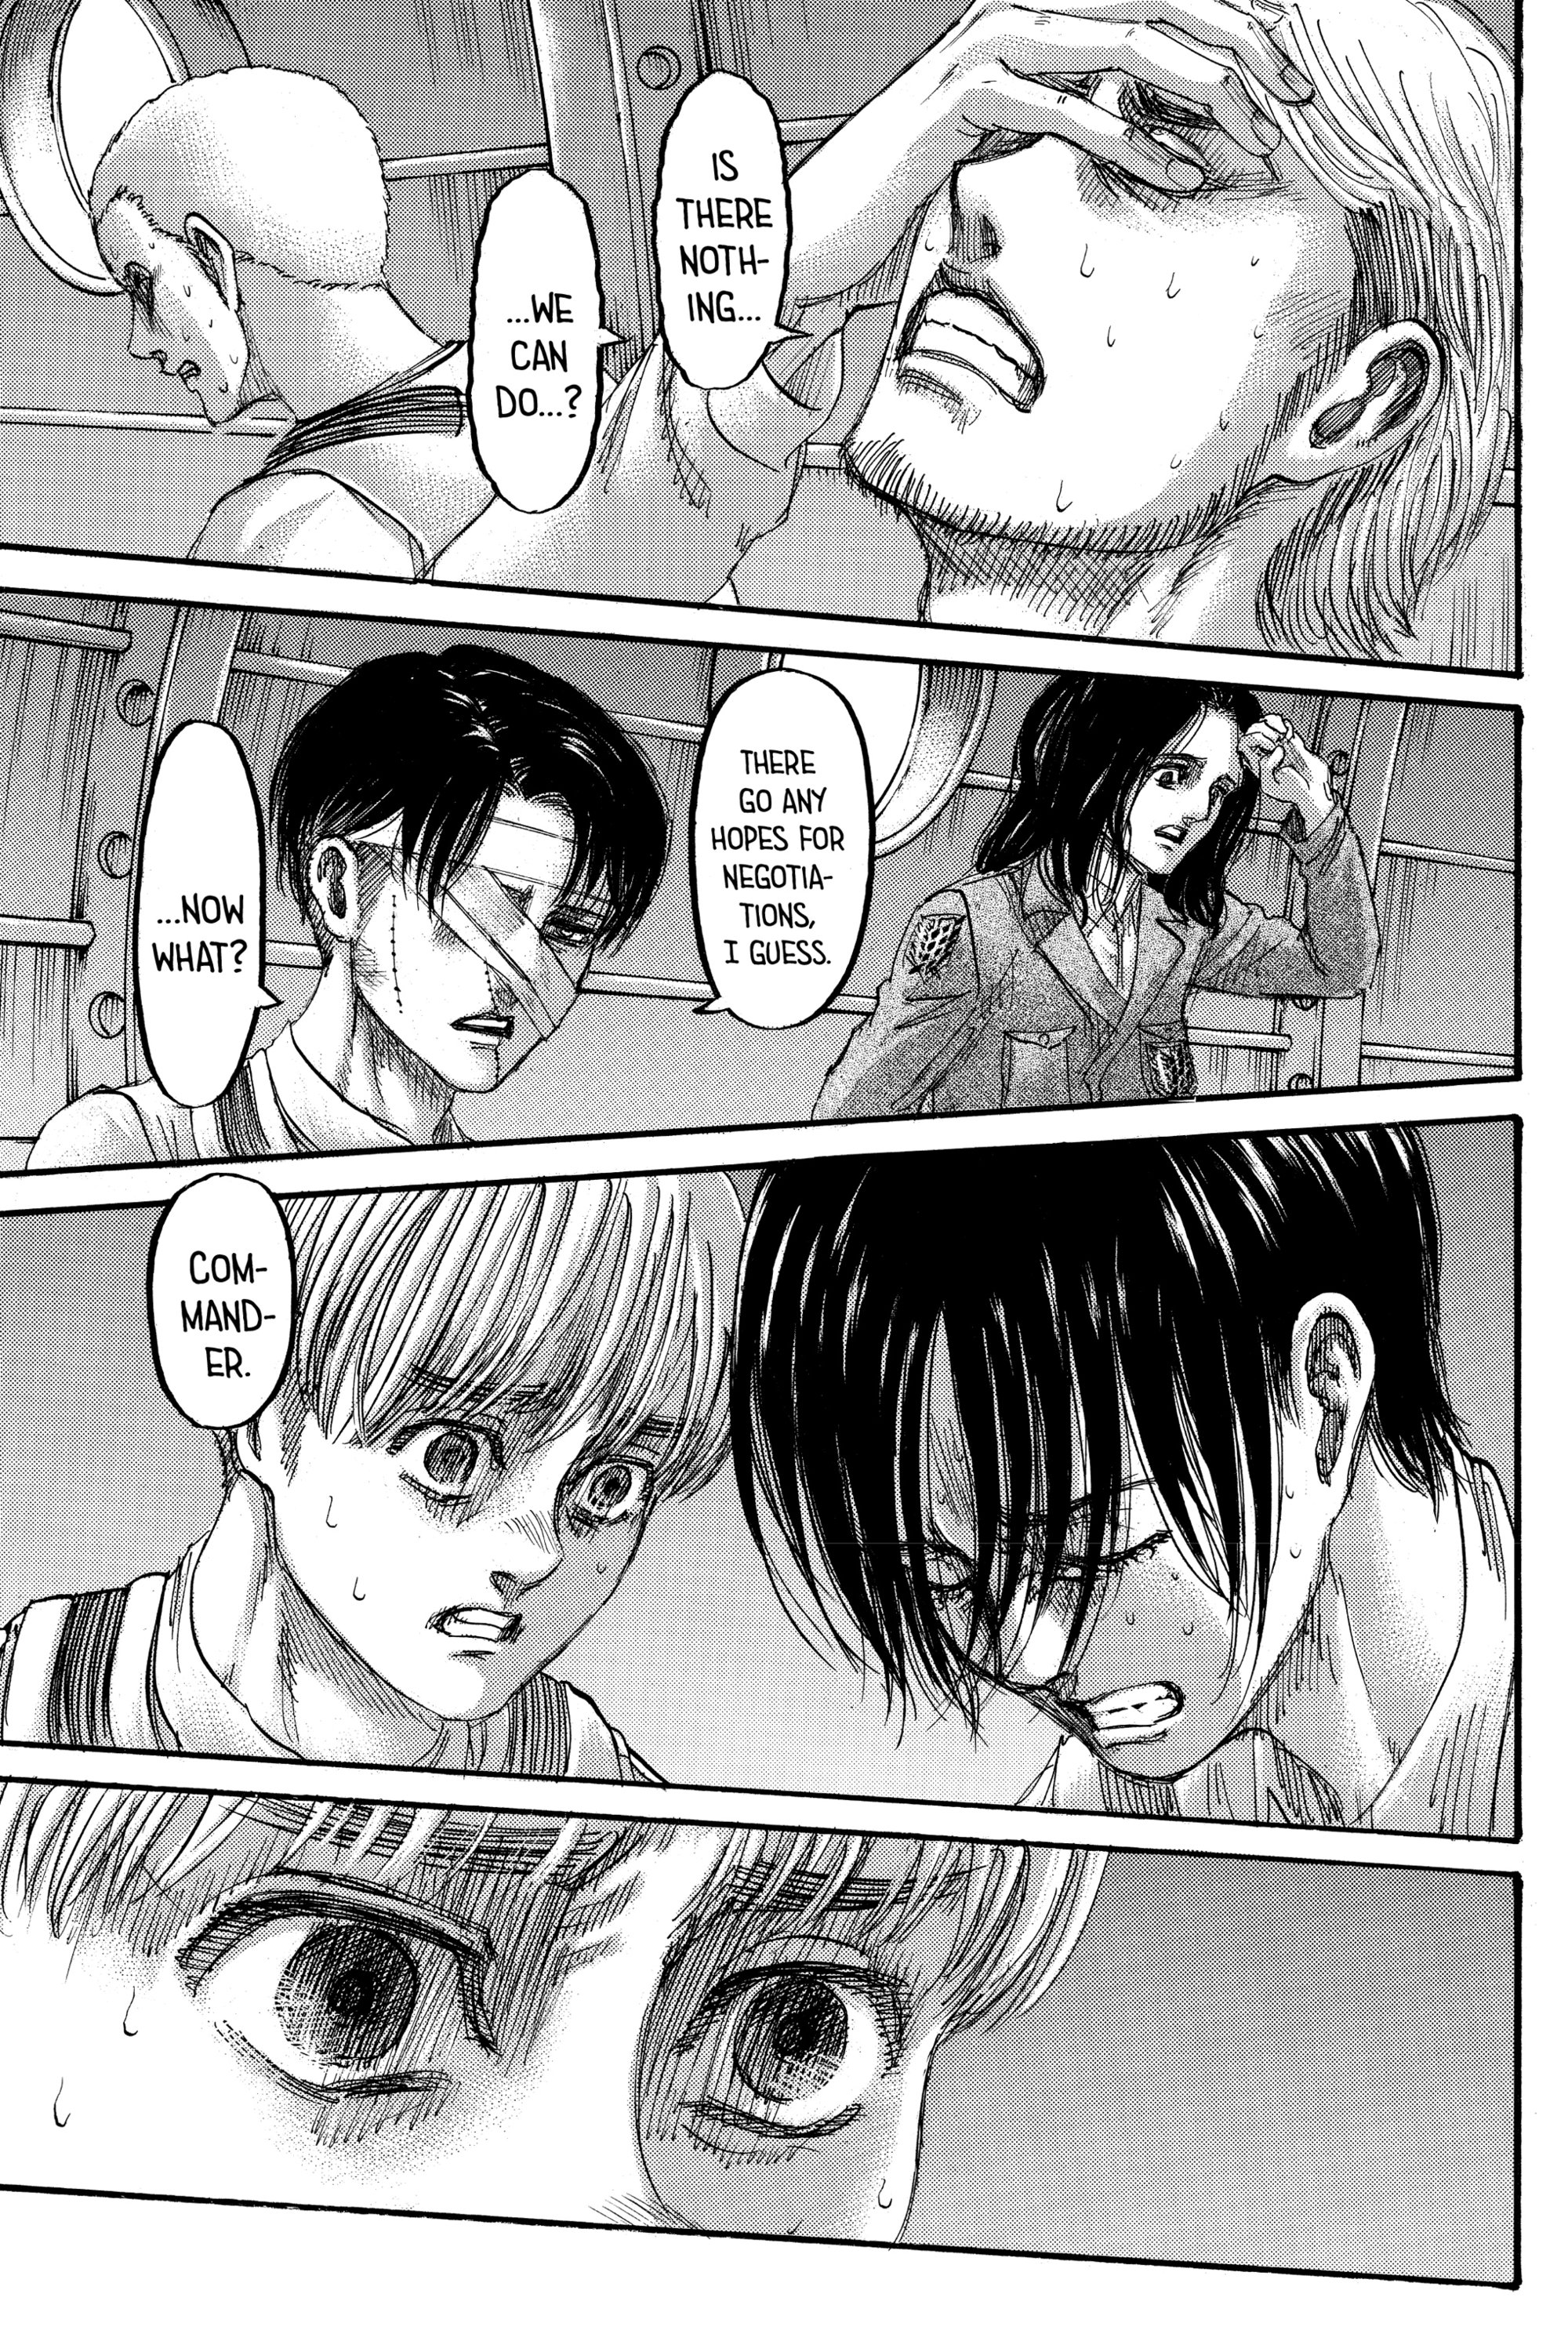 IS
THERE
NOTH-
ING...
...WE
CAN
DO...?
THERE
GO ANY
HOPES FOR
NEGOTIA-
TIONS,
I GUESS.
...NOW
WHAT?
COM-
MAND-
ER.